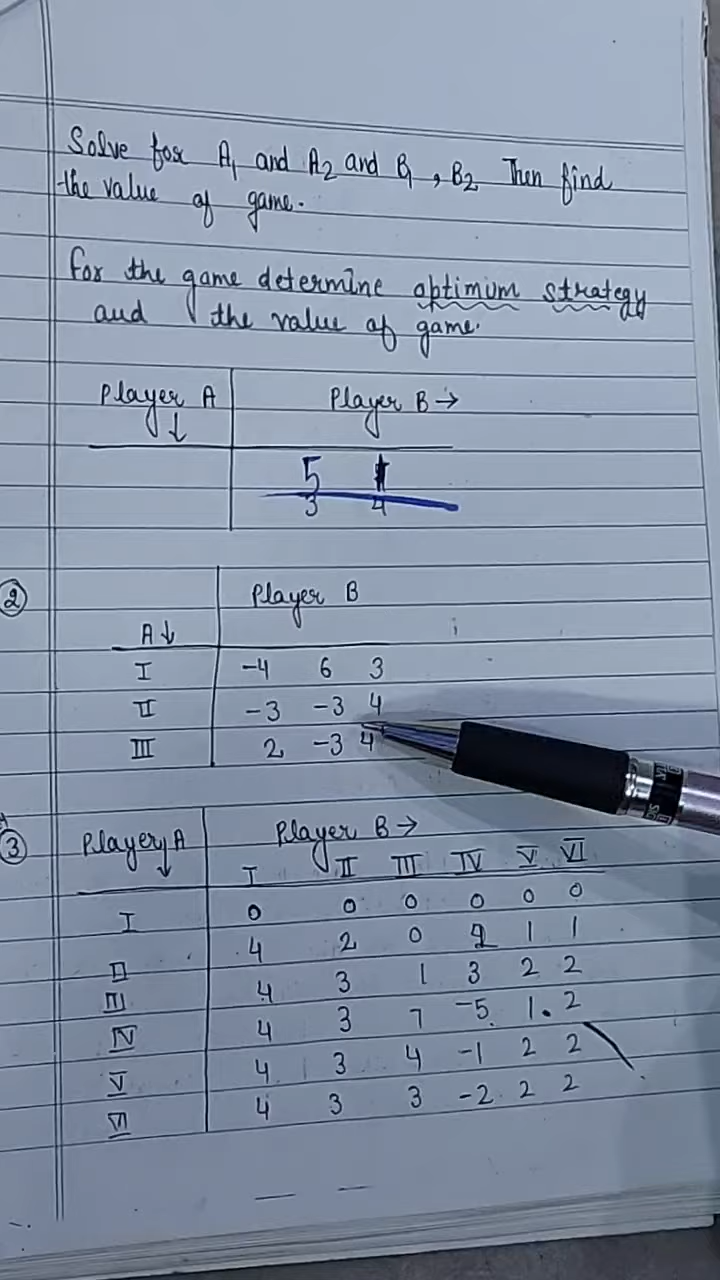 Solve for A1 and A2 and B1, B2 Then find
the value of game.
for the game determine optimum strategy
and the value of game.
Player A ↓ Player B →
5
3 4
② Player B
A↓
I -4 6 3
II -3 -3 4
III 2 -3 4
③ Player A ↓ Player B →
I II III IV V VI
I 0 0 0 0 0 0
II 4 2 0 2 1 1
III 4 3 1 3 2 2
IV 4 3 7 -5 1 2
V 4 3 4 -1 2 2
VI 4 3 3 -2 2 2